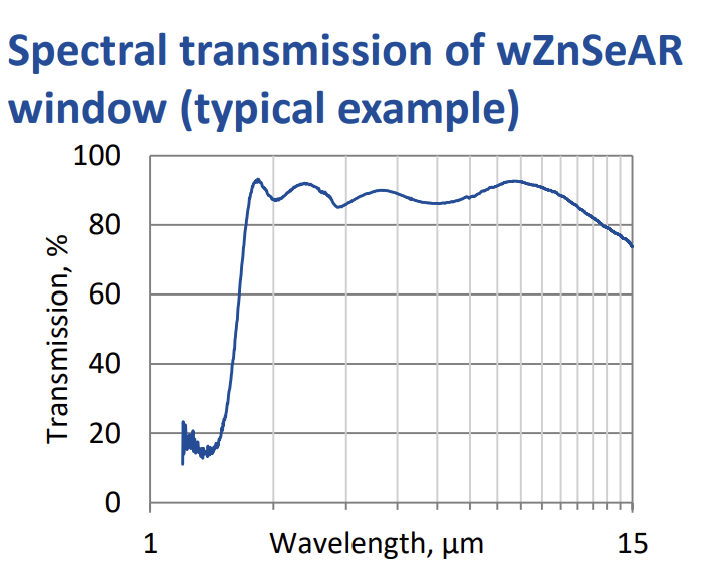 Spectral transmission of wZnSeAR
window (typical example)
100
80
60
40
20
0
Transmission, %
1
Wavelength, µm
15